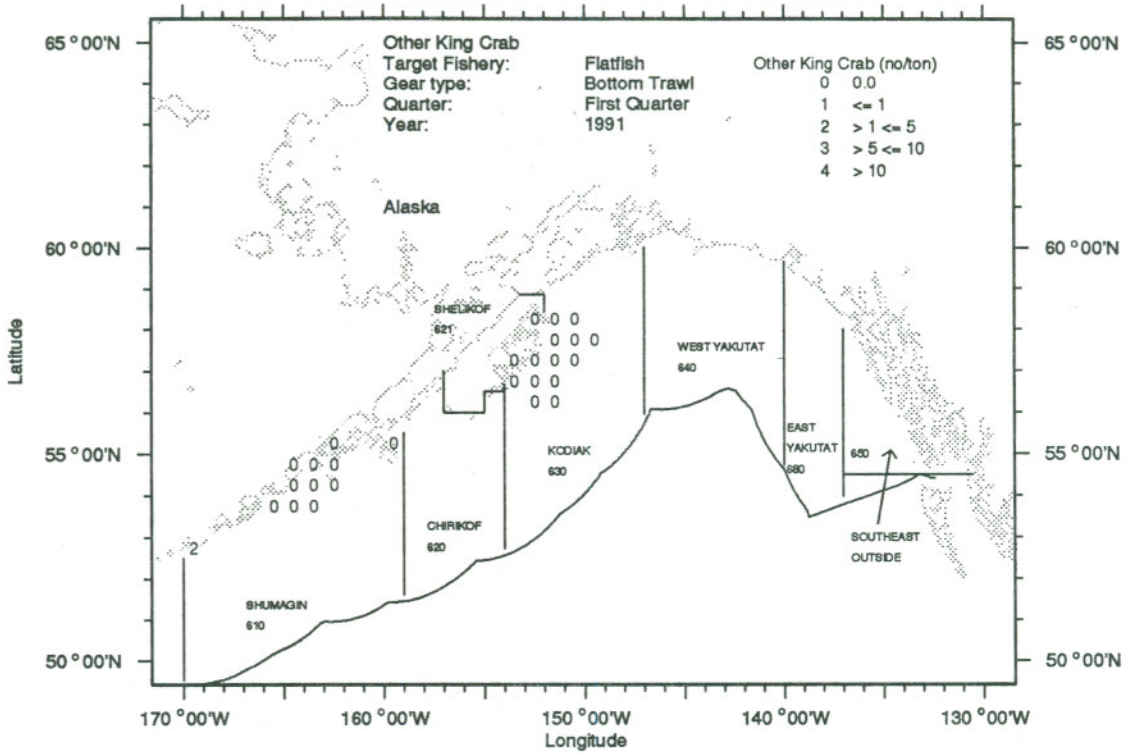 Other King Crab
Target Fishery: Flatfish
Gear type: Bottom Trawl
Quarter: First Quarter
Year: 1991
Other King Crab (no/ton)
0 0.0
1 <= 1
2 > 1 <= 5
3 > 5 <= 10
4 > 10
65°00'N
65°00'N
Alaska
60°00'N
60°00'N
SHELIKOF
621
0 0 0
0 0 0 0
0 0 0 0
0 0 0
0 0
WEST YAKUTAT
640
Latitude
55°00'N
55°00'N
0 0
0 0 0
0 0 0
0 0 0
KODIAK
630
EAST
YAKUTAT
680
650
2
CHIRIKOF
620
SOUTHEAST
OUTSIDE
SHUMAGIN
610
50°00'N
50°00'N
170°00'W 160°00'W 150°00'W 140°00'W 130°00'W
Longitude